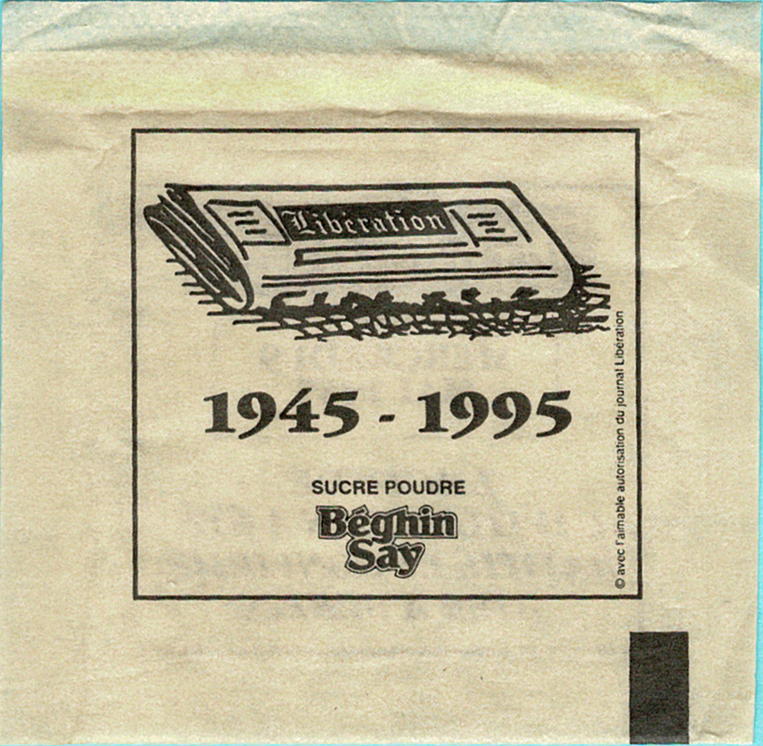 Libération
1945 - 1995
SUCRE POUDRE
Béghin
Say
© avec l'aimable autorisation du journal Libération